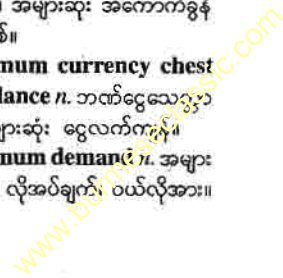 အများဆုံး အကောက်ခွန်
num currency chest
lance n. ဘဏ်ငွေသေတ္တာ
များဆုံး ငွေလက်ကျန်။
num demand n. အများ
လိုအပ်ချက်၊ ဝယ်လိုအား။
www.burmeseclassic.com